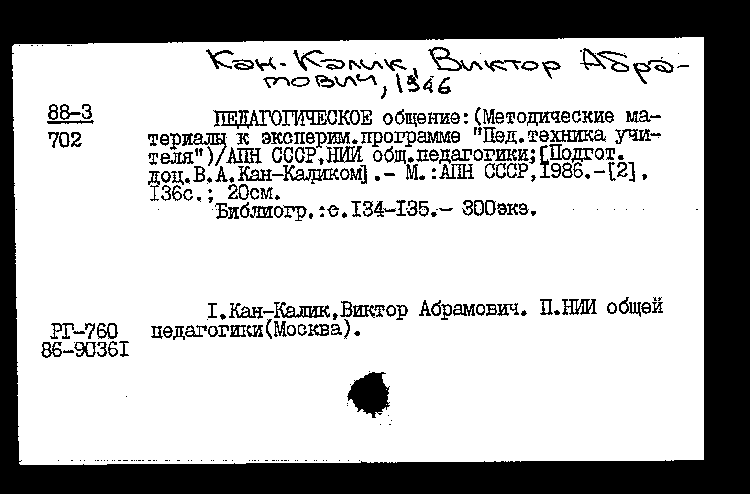 Кан-Калик, Виктор Абра-
мович, 1946
88-3
702
ПЕДАГОГИЧЕСКОЕ общение:(Методические ма-
териалы к эксперим.программе "Пед.техника учи-
теля")/АПН СССР,НИИ общ.педагогики;[Подгот.
доц.В.А.Кан-Каликом].- М.:АПН СССР,1986.-[2],
136с.; 20см.
Библиогр.:с.134-135.- 300экз.
I.Кан-Калик,Виктор Абрамович. П.НИИ общей
педагогики(Москва).
РГ-760
86-90361